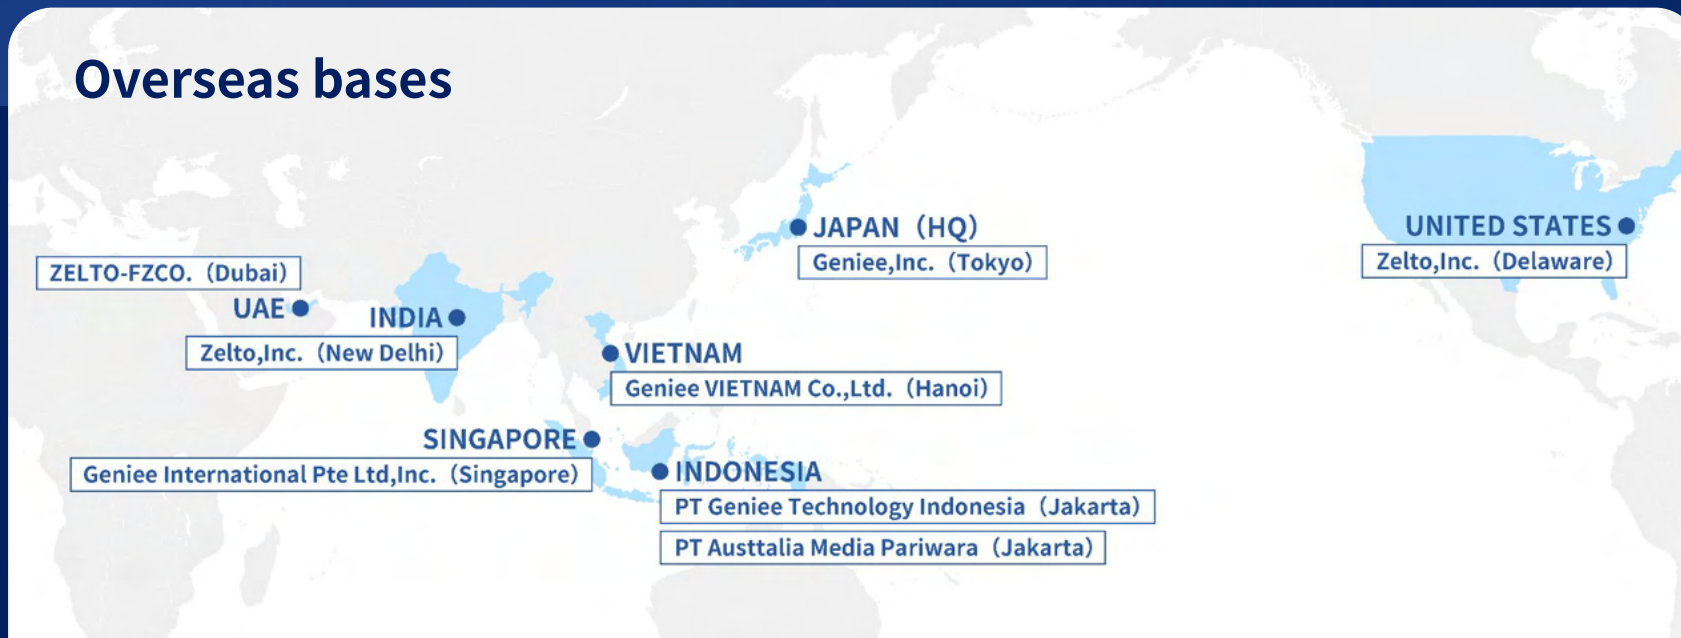 Overseas bases
JAPAN（HQ）
Geniee,Inc.（Tokyo）
UNITED STATES
Zelto,Inc.（Delaware）
ZELTO-FZCO.（Dubai）
UAE
INDIA
Zelto,Inc.（New Delhi）
VIETNAM
Geniee VIETNAM Co.,Ltd.（Hanoi）
SINGAPORE
Geniee International Pte Ltd,Inc.（Singapore）
INDONESIA
PT Geniee Technology Indonesia（Jakarta）
PT Austtalia Media Pariwara（Jakarta）